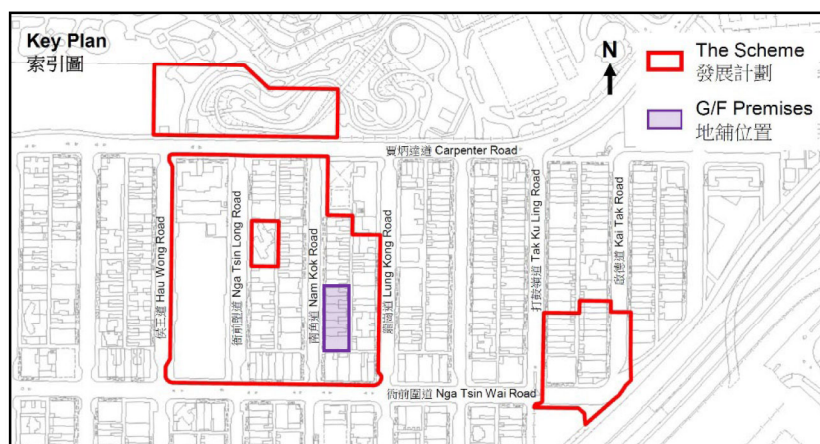 Key Plan
索引圖
N
The Scheme
發展計劃
G/F Premises
地舖位置
賈炳達道 Carpenter Road
侯王道 Hau Wong Road
衙前塱道 Nga Tsin Long Road
南角道 Nam Kok Road
龍崗道 Lung Kong Road
打鼓嶺道 Tak Ku Ling Road
啟德道 Kai Tak Road
衙前圍道 Nga Tsin Wai Road